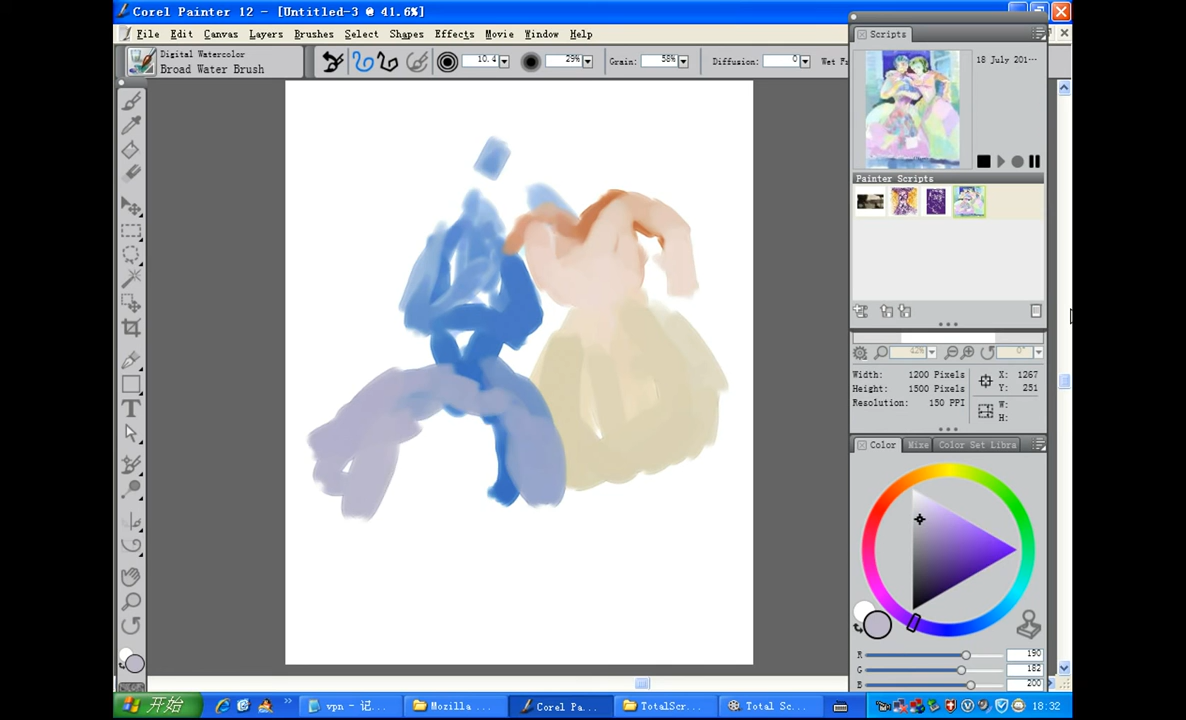 Corel Painter 12 - [Untitled-3 @ 41.6%]
File Edit Canvas Layers Brushes Select Shapes Effects Movie Window Help
Digital Watercolor
Broad Water Brush
10.4
29%
Grain: 58%
Diffusion: 0
Wet F
Scripts
18 July 201...
Painter Scripts
42%
0°
Width: 1200 Pixels
Height: 1500 Pixels
Resolution: 150 PPI
X: 1267
Y: 251
W:
H:
Color Mixe Color Set Libra
R 190
G 182
B 200
开始
vpn - 记...
Mozilla ...
Corel Pa...
TotalScr...
Total Sc...
18:32